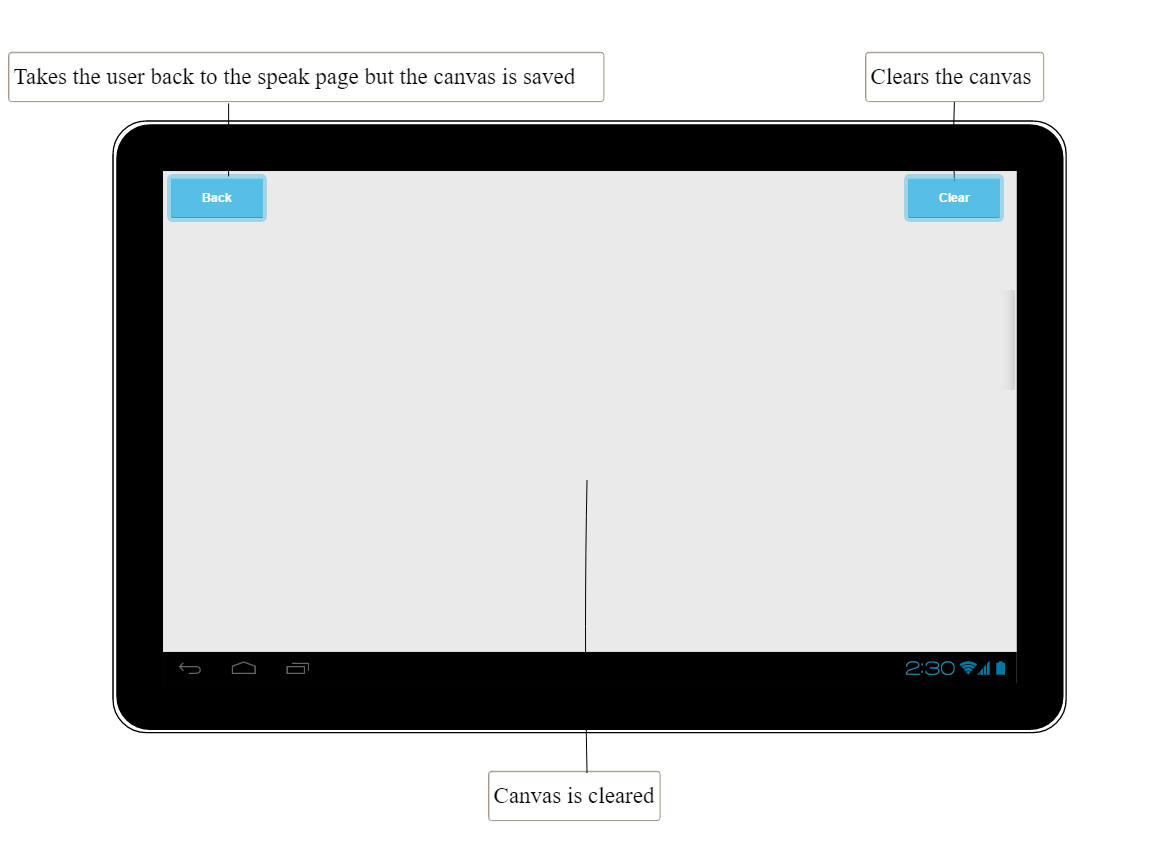 Takes the user back to the speak page but the canvas is saved
Clears the canvas
Back
Clear
2:30
Canvas is cleared